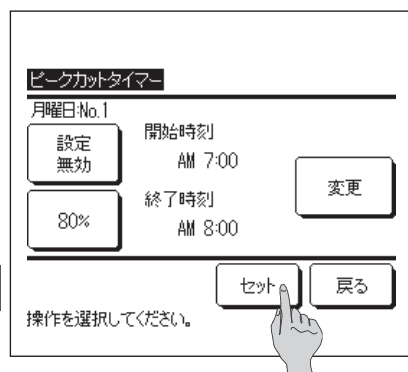 ピークカットタイマー
月曜日:No.1
設定
無効
開始時刻
AM 7:00
変更
80%
終了時刻
AM 8:00
セット
戻る
操作を選択してください。